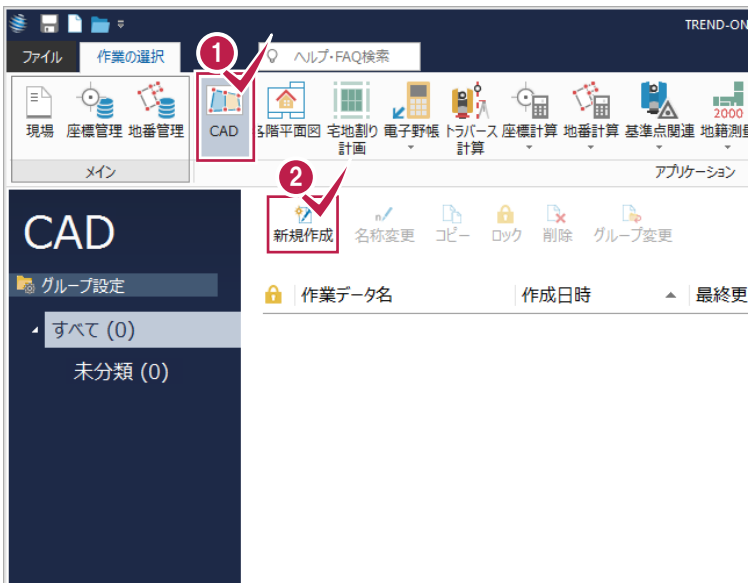 TREND-ON
ファイル 作業の選択 ヘルプ・FAQ検索
1
現場 座標管理 地番管理 CAD 各階平面図 宅地割り計画 電子野帳 トラバース計算 座標計算 地番計算 基準点関連 地籍測量
2000
メイン アプリケーション
2
CAD
新規作成 名称変更 コピー ロック 削除 グループ変更
グループ設定
作業データ名 作成日時 最終更
すべて (0)
未分類 (0)